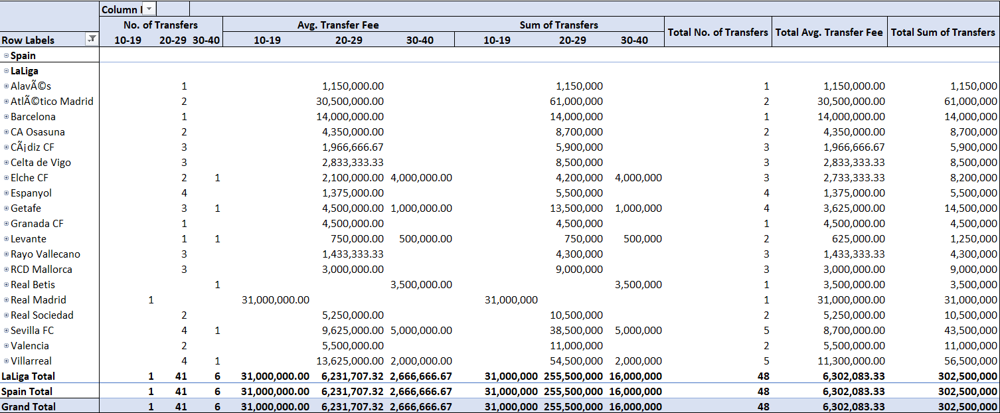 Column l
No. of Transfers Avg. Transfer Fee Sum of Transfers Total No. of Transfers Total Avg. Transfer Fee Total Sum of Transfers
Row Labels 10-19 20-29 30-40 10-19 20-29 30-40 10-19 20-29 30-40
Spain
LaLiga
AlavÃ©s 1 1,150,000.00 1,150,000 1 1,150,000.00 1,150,000
AtlÃ©tico Madrid 2 30,500,000.00 61,000,000 2 30,500,000.00 61,000,000
Barcelona 1 14,000,000.00 14,000,000 1 14,000,000.00 14,000,000
CA Osasuna 2 4,350,000.00 8,700,000 2 4,350,000.00 8,700,000
CÃ¡diz CF 3 1,966,666.67 5,900,000 3 1,966,666.67 5,900,000
Celta de Vigo 3 2,833,333.33 8,500,000 3 2,833,333.33 8,500,000
Elche CF 2 1 2,100,000.00 4,000,000.00 4,200,000 4,000,000 3 2,733,333.33 8,200,000
Espanyol 4 1,375,000.00 5,500,000 4 1,375,000.00 5,500,000
Getafe 3 1 4,500,000.00 1,000,000.00 13,500,000 1,000,000 4 3,625,000.00 14,500,000
Granada CF 1 4,500,000.00 4,500,000 1 4,500,000.00 4,500,000
Levante 1 1 750,000.00 500,000.00 750,000 500,000 2 625,000.00 1,250,000
Rayo Vallecano 3 1,433,333.33 4,300,000 3 1,433,333.33 4,300,000
RCD Mallorca 3 3,000,000.00 9,000,000 3 3,000,000.00 9,000,000
Real Betis 1 3,500,000.00 3,500,000 1 3,500,000.00 3,500,000
Real Madrid 1 31,000,000.00 31,000,000 1 31,000,000.00 31,000,000
Real Sociedad 2 5,250,000.00 10,500,000 2 5,250,000.00 10,500,000
Sevilla FC 4 1 9,625,000.00 5,000,000.00 38,500,000 5,000,000 5 8,700,000.00 43,500,000
Valencia 2 5,500,000.00 11,000,000 2 5,500,000.00 11,000,000
Villarreal 4 1 13,625,000.00 2,000,000.00 54,500,000 2,000,000 5 11,300,000.00 56,500,000
LaLiga Total 1 41 6 31,000,000.00 6,231,707.32 2,666,666.67 31,000,000 255,500,000 16,000,000 48 6,302,083.33 302,500,000
Spain Total 1 41 6 31,000,000.00 6,231,707.32 2,666,666.67 31,000,000 255,500,000 16,000,000 48 6,302,083.33 302,500,000
Grand Total 1 41 6 31,000,000.00 6,231,707.32 2,666,666.67 31,000,000 255,500,000 16,000,000 48 6,302,083.33 302,500,000